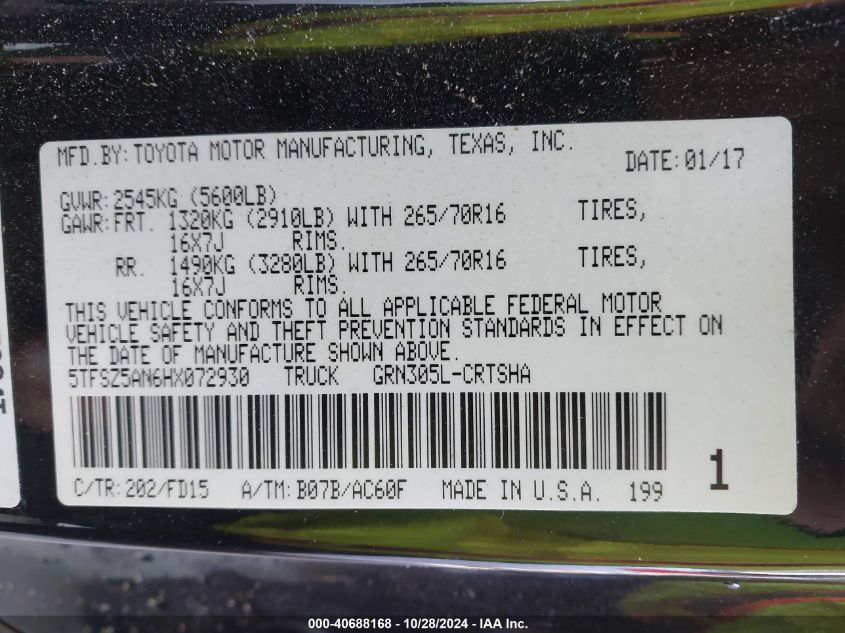 MFD.BY:TOYOTA MOTOR MANUFACTURING, TEXAS, INC.
DATE:01/17
GVWR:2545KG (5600LB)
GAWR:FRT. 1320KG (2910LB) WITH 265/70R16 TIRES,
16X7J RIMS.
RR. 1490KG (3280LB) WITH 265/70R16 TIRES,
16X7J RIMS.
THIS VEHICLE CONFORMS TO ALL APPLICABLE FEDERAL MOTOR
VEHICLE SAFETY AND THEFT PREVENTION STANDARDS IN EFFECT ON
THE DATE OF MANUFACTURE SHOWN ABOVE.
5TFSZ5AN6HX072930 TRUCK GRN305L-CRTSHA
1
C/TR:202/FD15 A/TM:B07B/AC60F MADE IN U.S.A. 199
000-40688168 - 10/28/2024 - IAA Inc.